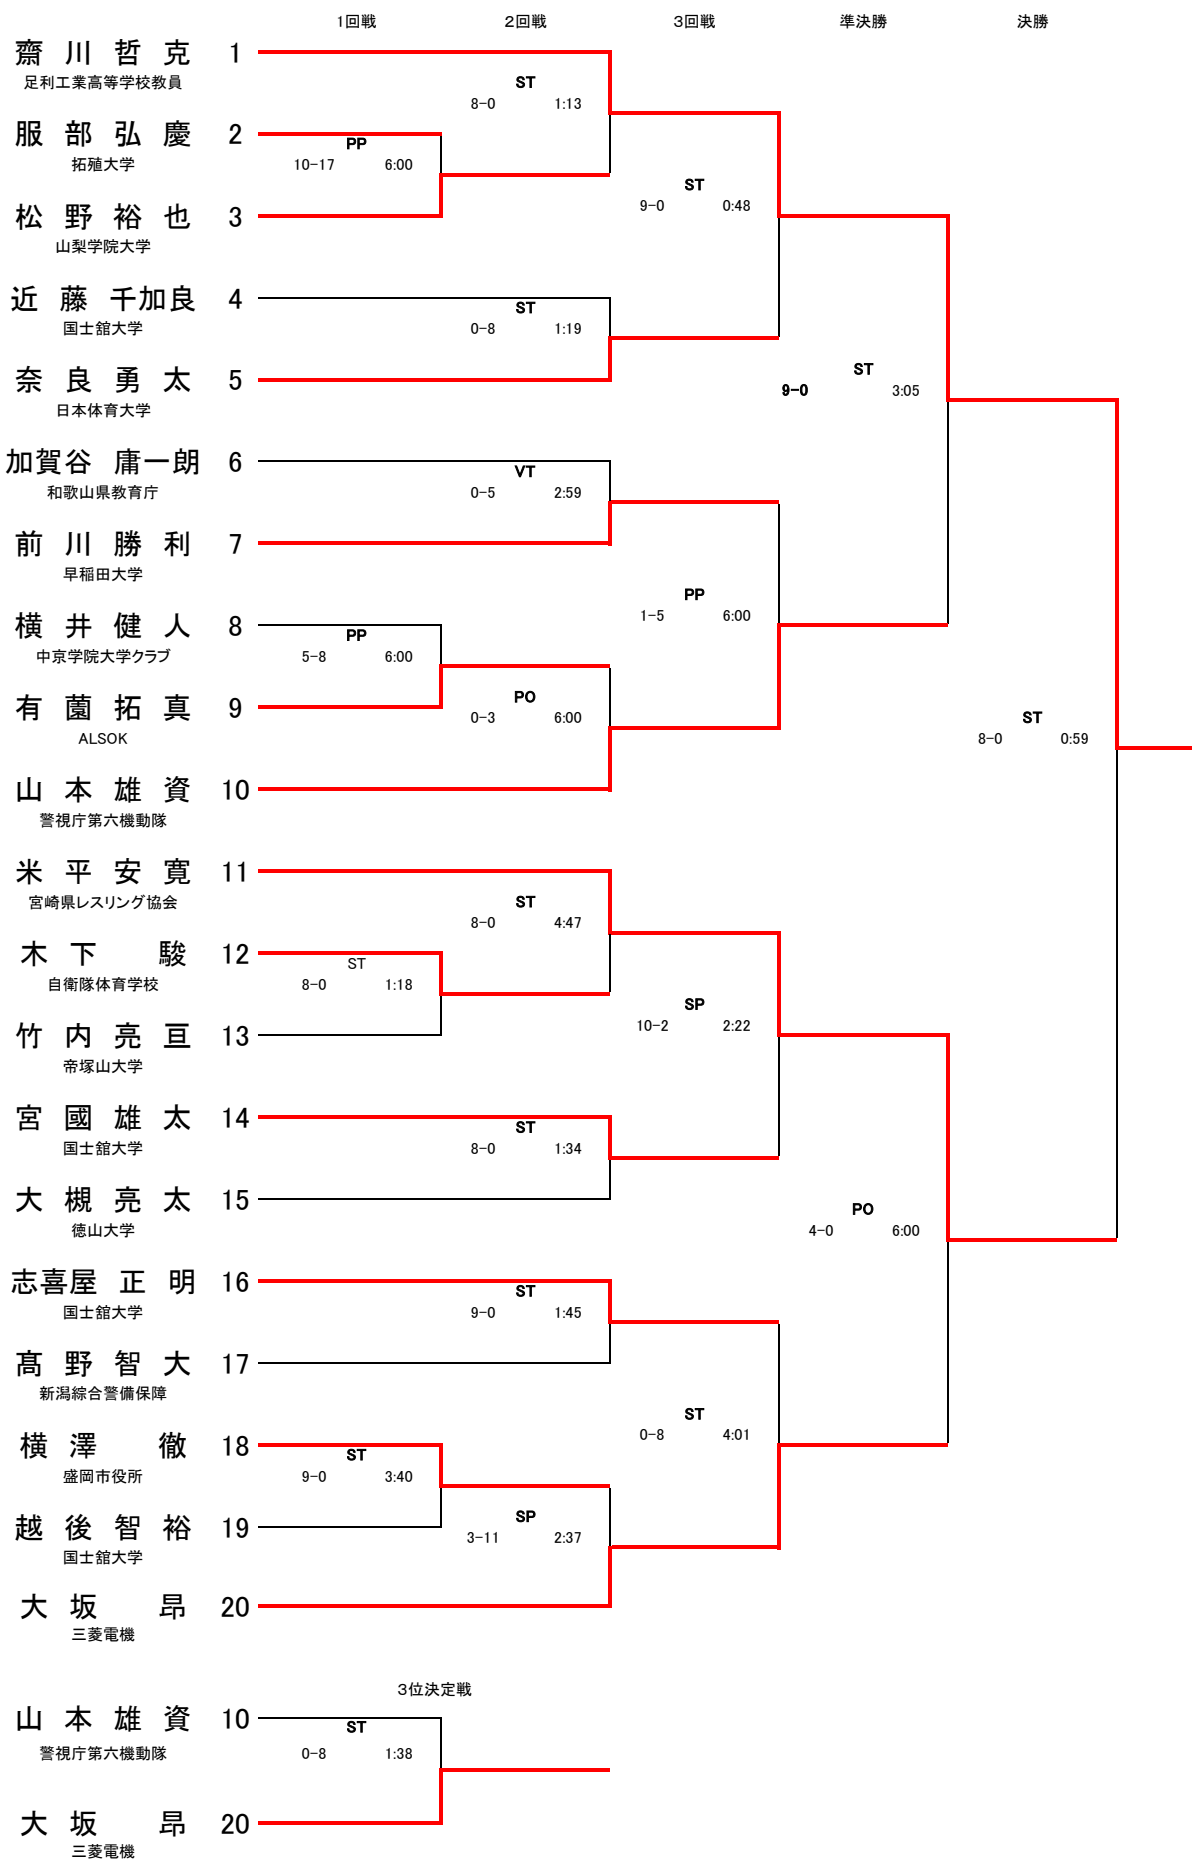 1回戦 2回戦 3回戦 準決勝 決勝
齋川哲克 1
足利工業高等学校教員
ST
8-0 1:13
服部弘慶 2
拓殖大学
PP
10-17 6:00
松野裕也 3
山梨学院大学
ST
9-0 0:48
近藤千加良 4
国士舘大学
ST
0-8 1:19
奈良勇太 5
日本体育大学
ST
9-0 3:05
加賀谷庸一朗 6
和歌山県教育庁
VT
0-5 2:59
前川勝利 7
早稲田大学
PP
1-5 6:00
横井健人 8
中京学院大学クラブ
PP
5-8 6:00
有薗拓真 9
ALSOK
PO
0-3 6:00
ST
8-0 0:59
山本雄資 10
警視庁第六機動隊
米平安寛 11
宮崎県レスリング協会
ST
8-0 4:47
木下駿 12
自衛隊体育学校
ST
8-0 1:18
SP
10-2 2:22
竹内亮亘 13
帝塚山大学
宮國雄太 14
国士舘大学
ST
8-0 1:34
大槻亮太 15
徳山大学
PO
4-0 6:00
志喜屋正明 16
国士舘大学
ST
9-0 1:45
髙野智大 17
新潟綜合警備保障
ST
0-8 4:01
横澤徹 18
盛岡市役所
ST
9-0 3:40
越後智裕 19
国士舘大学
SP
3-11 2:37
大坂昂 20
三菱電機
3位決定戦
山本雄資 10
警視庁第六機動隊
ST
0-8 1:38
大坂昂 20
三菱電機